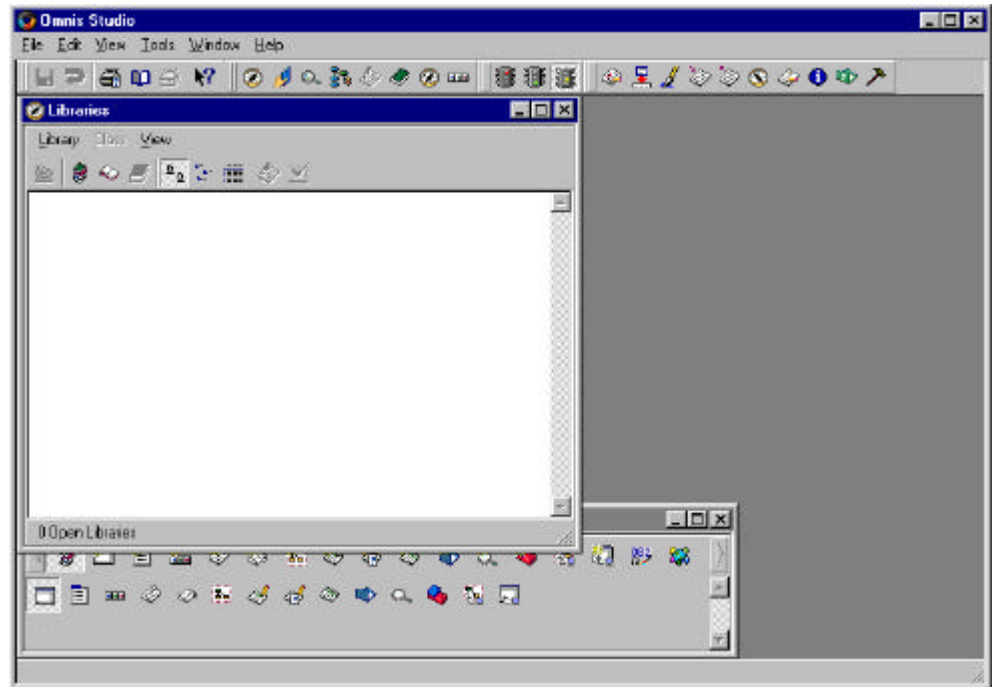 Omnis Studio
File Edit View Tools Window Help
Libraries
Library Class View
0 Open Libraries